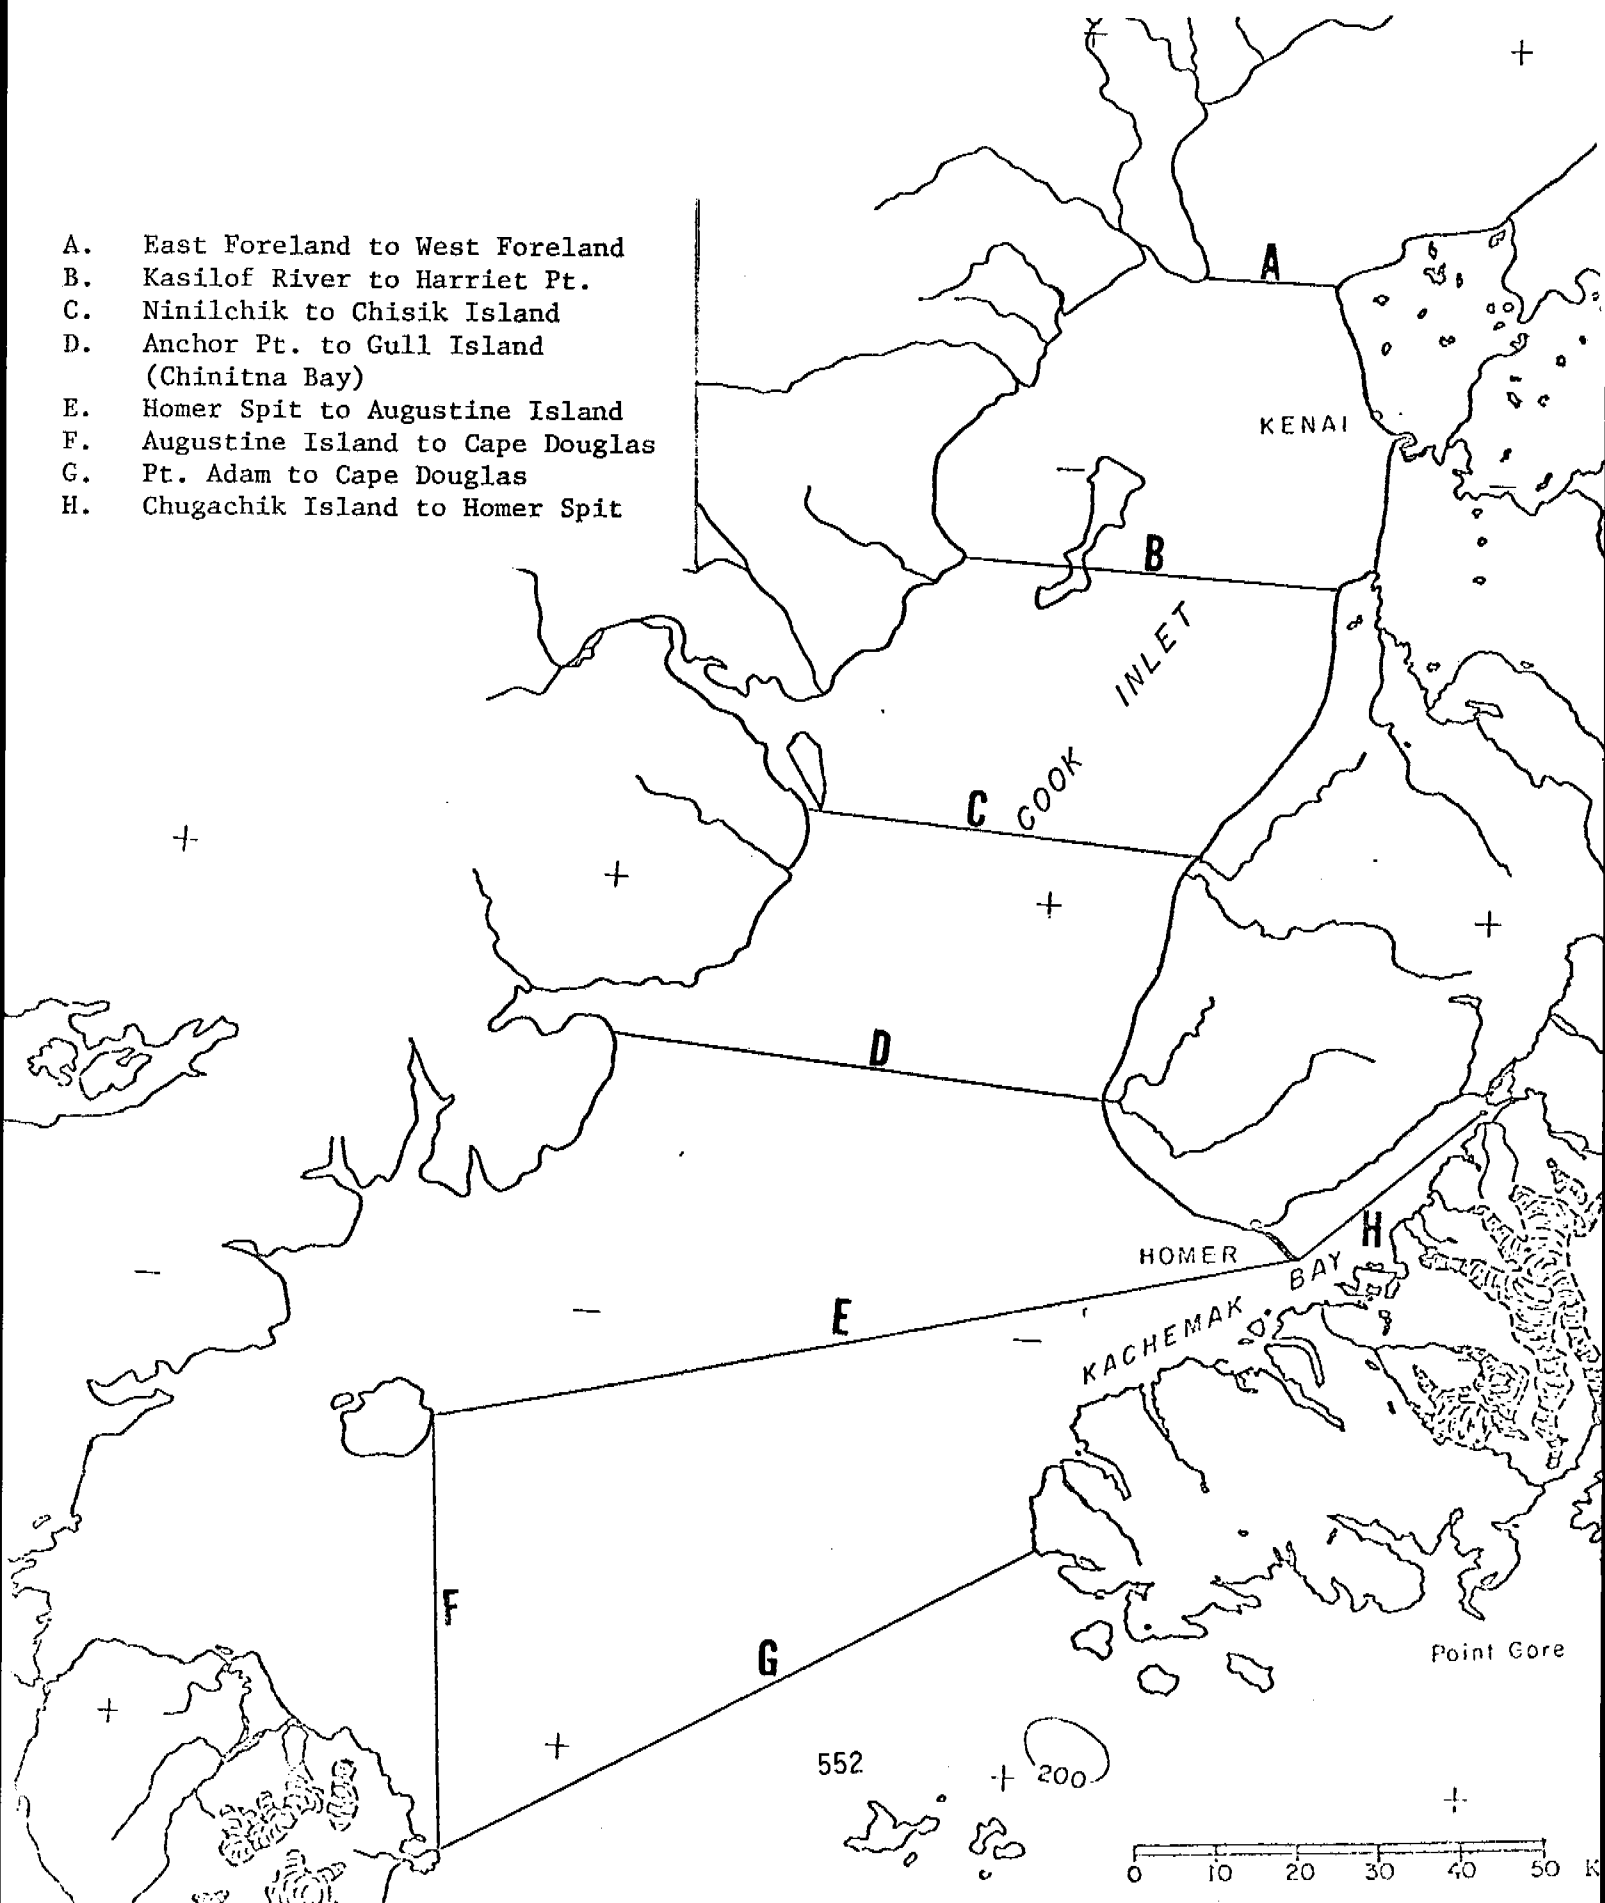 A. East Foreland to West Foreland
B. Kasilof River to Harriet Pt.
C. Ninilchik to Chisik Island
D. Anchor Pt. to Gull Island
(Chinitna Bay)
E. Homer Spit to Augustine Island
F. Augustine Island to Cape Douglas
G. Pt. Adam to Cape Douglas
H. Chugachik Island to Homer Spit
A
KENAI
B
COOK INLET
C
D
H
HOMER
KACHEMAK BAY
E
F
G
Point Gore
552
200
0 10 20 30 40 50 K